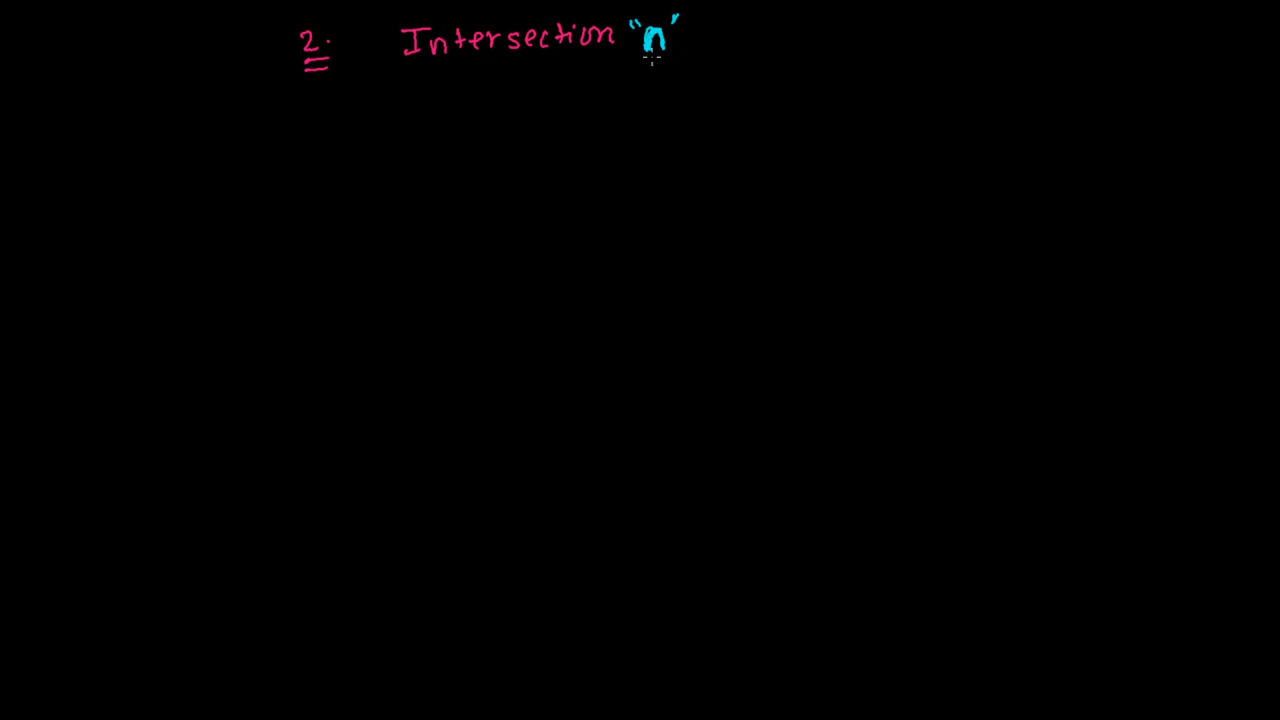 2. Intersection "∩"